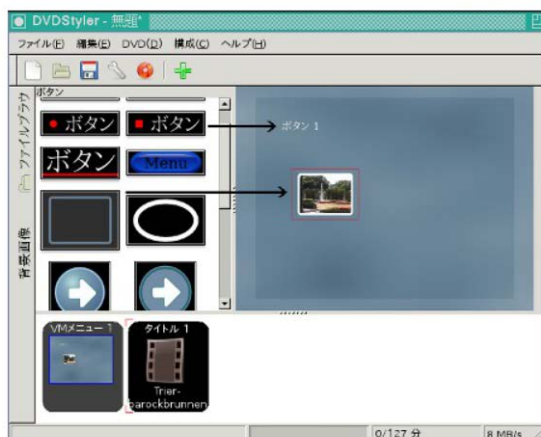 DVDStyler - 無題*
ファイル(F) 編集(E) DVD(D) 構成(C) ヘルプ(H)
ボタン
ファイルブラウ
背景画像
ボタン ボタン
ボタン Menu
ボタン 1
VMメニュー 1
タイトル 1
Trier-
barockbrunnen
0/127 分 8 MB/s